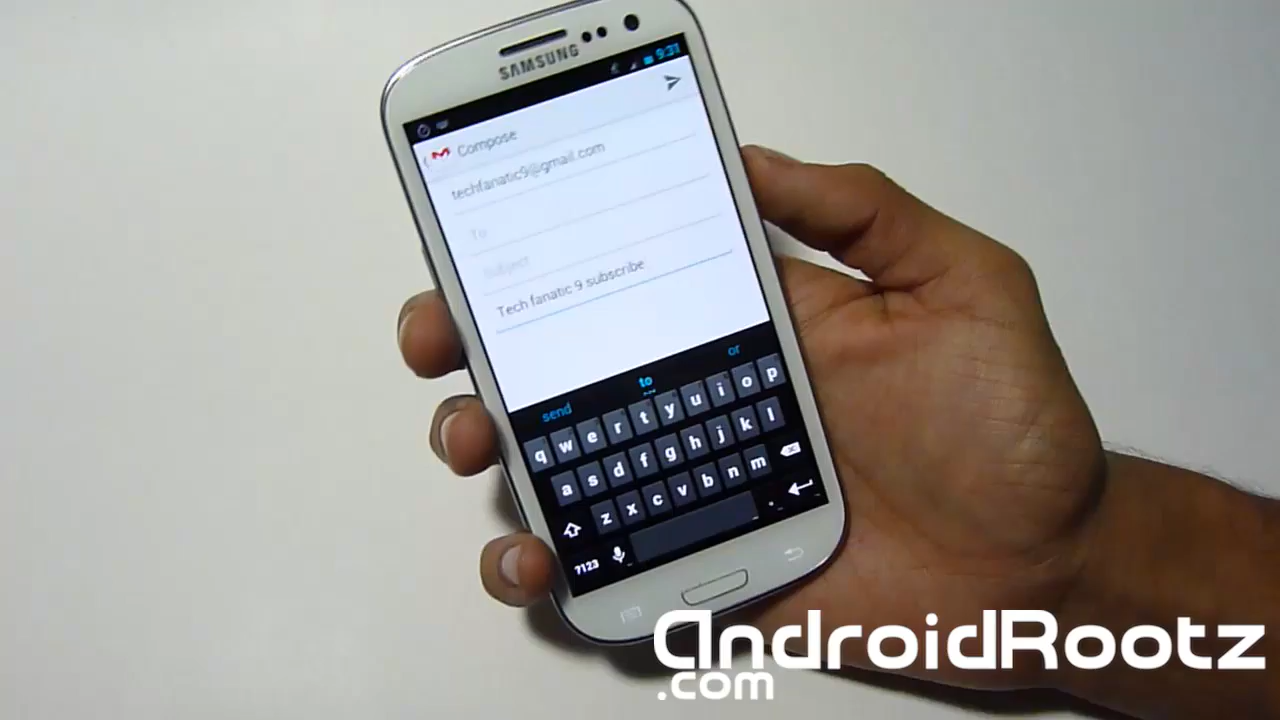 SAMSUNG
9:31
Compose
techfanatic9@gmail.com
To
Subject
Tech fanatic 9 subscribe
send to or
q w e r t y u i o p
a s d f g h j k l
z x c v b n m
?123
AndroidRootz
.com